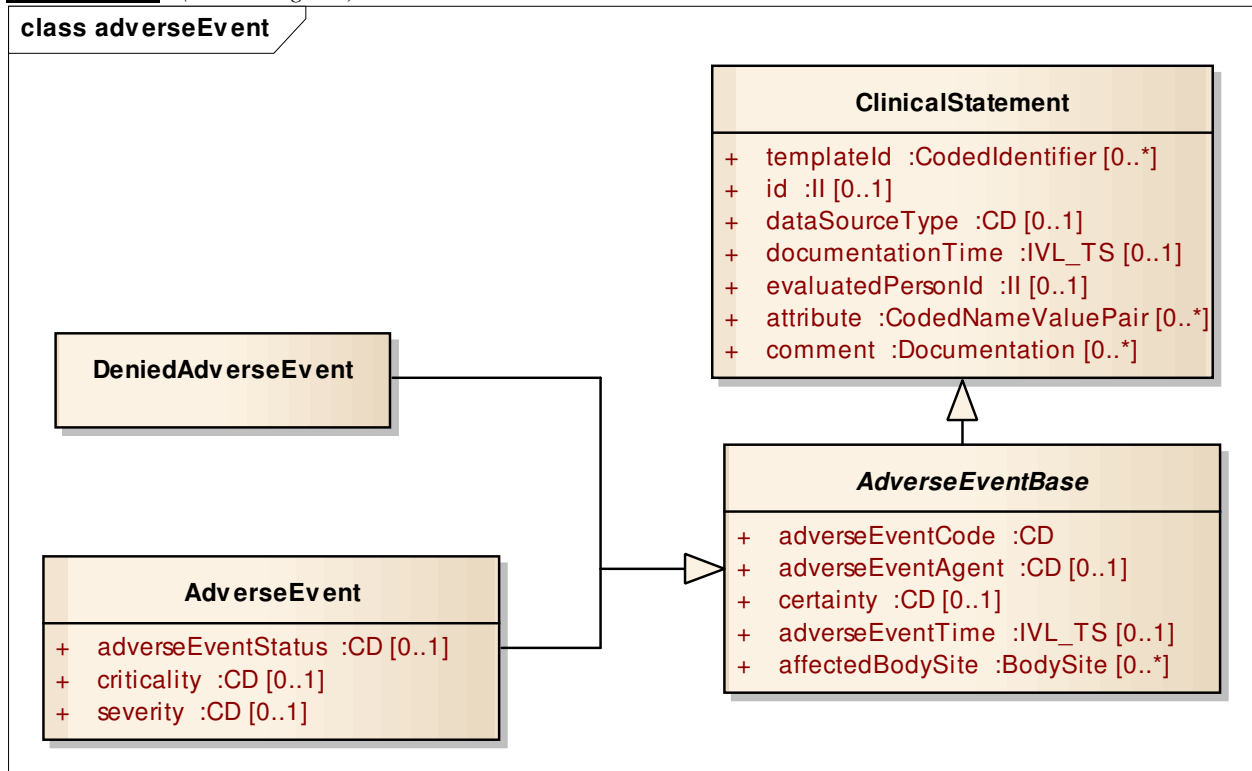 class adverseEvent
ClinicalStatement
+ templateId :CodedIdentifier [0..*]
+ id :II [0..1]
+ dataSourceType :CD [0..1]
+ documentationTime :IVL_TS [0..1]
+ evaluatedPersonId :II [0..1]
+ attribute :CodedNameValuePair [0..*]
+ comment :Documentation [0..*]
DeniedAdverseEvent
AdverseEventBase
+ adverseEventCode :CD
+ adverseEventAgent :CD [0..1]
+ certainty :CD [0..1]
+ adverseEventTime :IVL_TS [0..1]
+ affectedBodySite :BodySite [0..*]
AdverseEvent
+ adverseEventStatus :CD [0..1]
+ criticality :CD [0..1]
+ severity :CD [0..1]